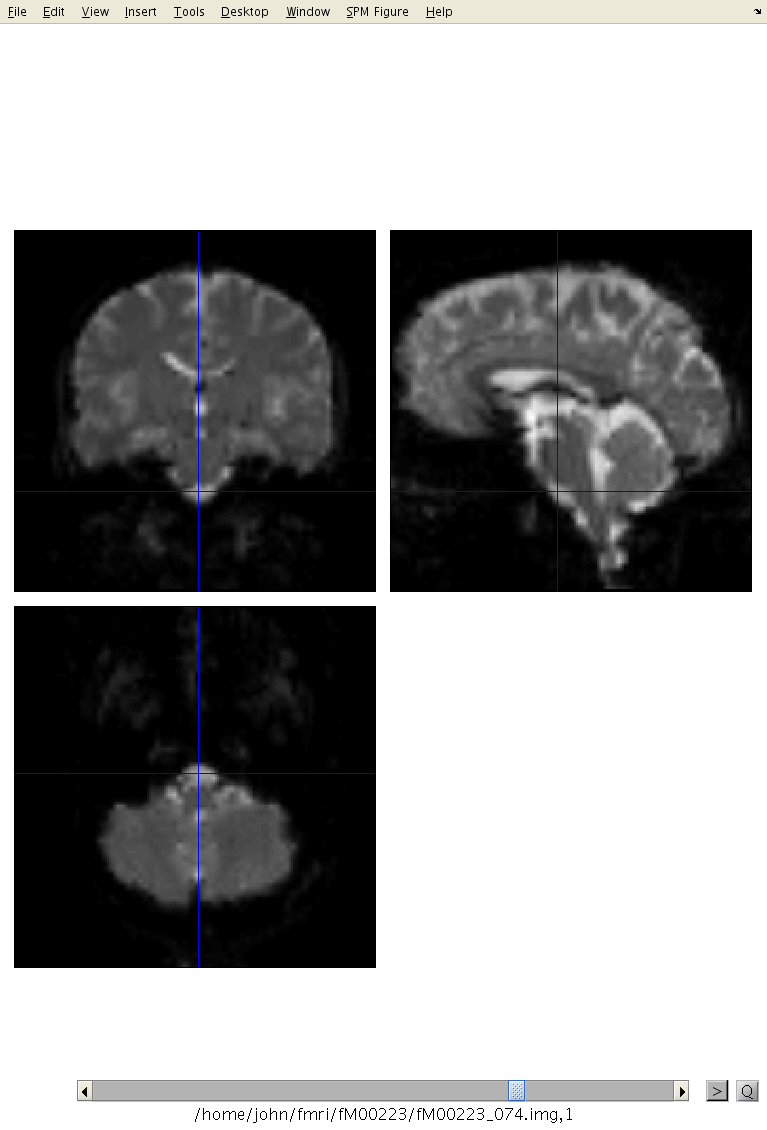 File Edit View Insert Tools Desktop Window SPM Figure Help
> Q
/home/john/fmri/fM00223/fM00223_074.img,1